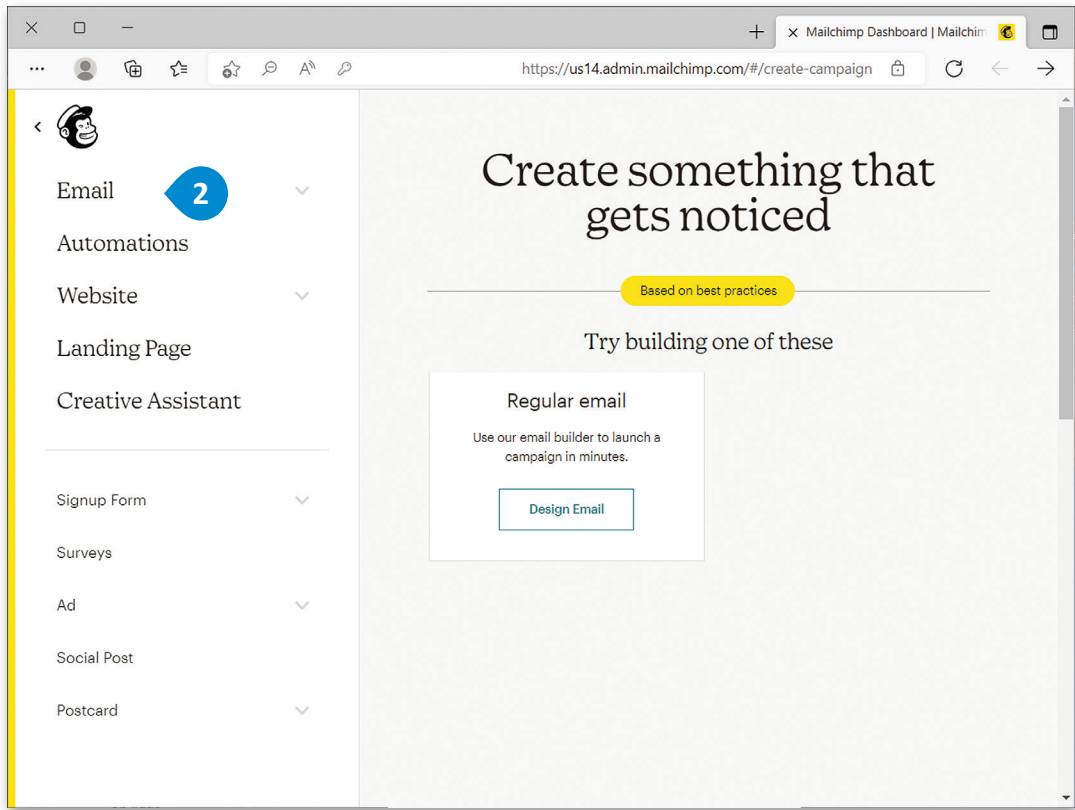 Mailchimp Dashboard | Mailchim
https://us14.admin.mailchimp.com/#/create-campaign
Email
2
Automations
Website
Landing Page
Creative Assistant
Signup Form
Surveys
Ad
Social Post
Postcard
Create something that
gets noticed
Based on best practices
Try building one of these
Regular email
Use our email builder to launch a
campaign in minutes.
Design Email